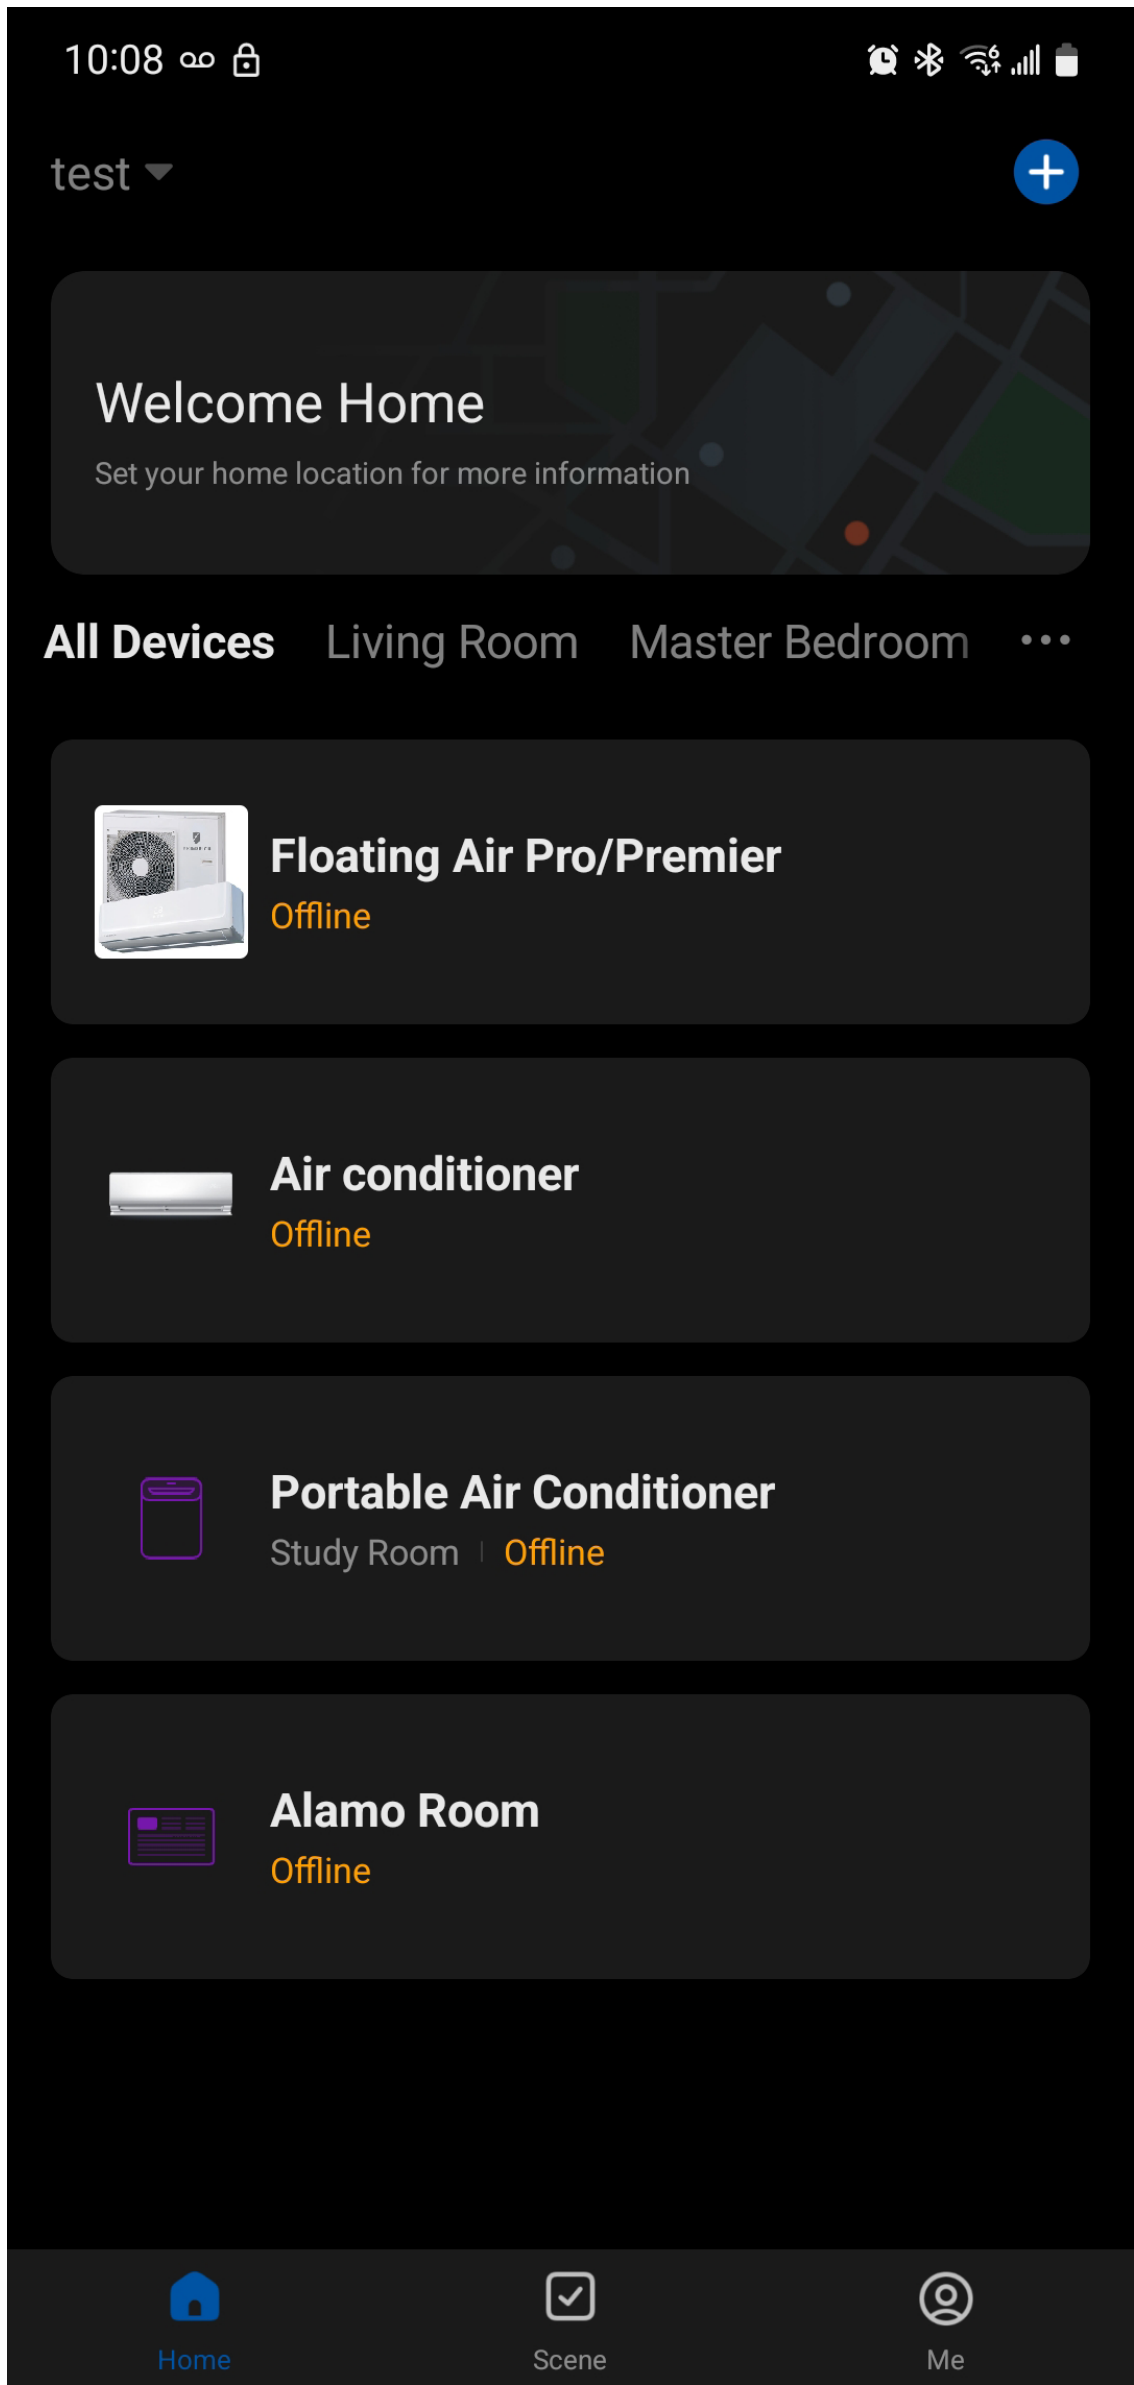 10:08
6
test
Welcome Home
Set your home location for more information
All Devices Living Room Master Bedroom
Floating Air Pro/Premier
Offline
Air conditioner
Offline
Portable Air Conditioner
Study Room Offline
Alamo Room
Offline
Home Scene Me